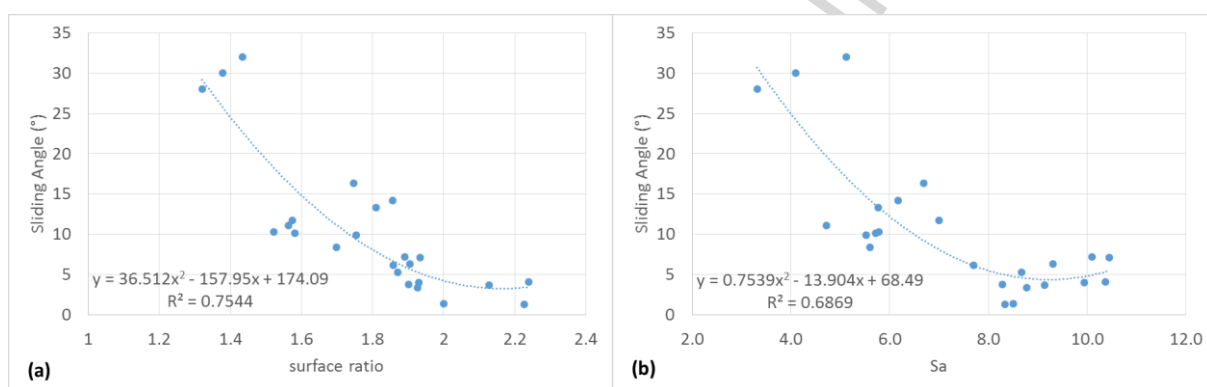 35
30
25
20
15
10
5
0
Sliding Angle (°)
y = 36.512x² - 157.95x + 174.09
R² = 0.7544
1 1.2 1.4 1.6 1.8 2 2.2 2.4
surface ratio
(a)
35
30
25
20
15
10
5
0
Sliding Angle (°)
y = 0.7539x² - 13.904x + 68.49
R² = 0.6869
2.0 4.0 6.0 8.0 10.0 12.0
Sa
(b)